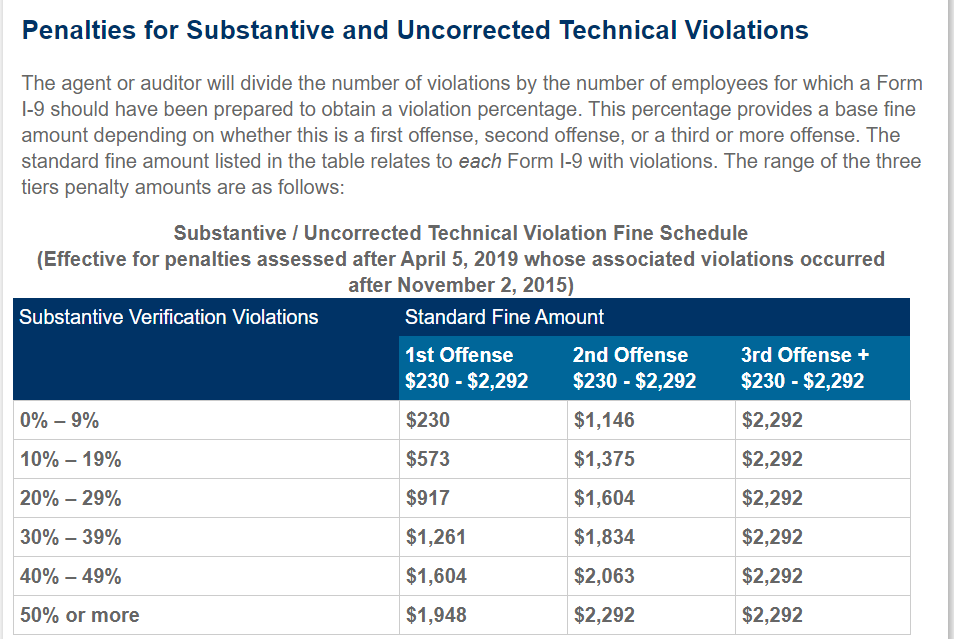 Penalties for Substantive and Uncorrected Technical Violations
The agent or auditor will divide the number of violations by the number of employees for which a Form
I-9 should have been prepared to obtain a violation percentage. This percentage provides a base fine
amount depending on whether this is a first offense, second offense, or a third or more offense. The
standard fine amount listed in the table relates to each Form I-9 with violations. The range of the three
tiers penalty amounts are as follows:
Substantive / Uncorrected Technical Violation Fine Schedule
(Effective for penalties assessed after April 5, 2019 whose associated violations occurred
after November 2, 2015)
Substantive Verification Violations Standard Fine Amount
1st Offense 2nd Offense 3rd Offense +
$230 - $2,292 $230 - $2,292 $230 - $2,292
0% – 9% $230 $1,146 $2,292
10% – 19% $573 $1,375 $2,292
20% – 29% $917 $1,604 $2,292
30% – 39% $1,261 $1,834 $2,292
40% – 49% $1,604 $2,063 $2,292
50% or more $1,948 $2,292 $2,292